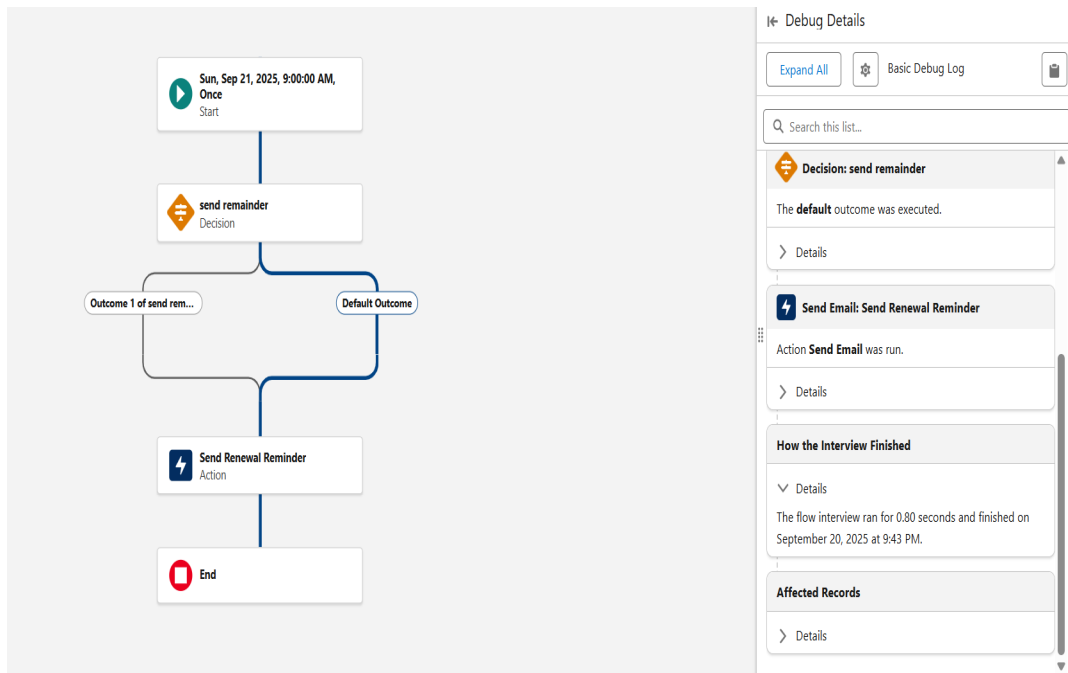 Sun, Sep 21, 2025, 9:00:00 AM,
Once
Start
send remainder
Decision
Outcome 1 of send rem...
Default Outcome
Send Renewal Reminder
Action
End
Debug Details
Expand All
Basic Debug Log
Search this list...
Decision: send remainder
The default outcome was executed.
Details
Send Email: Send Renewal Reminder
Action Send Email was run.
Details
How the Interview Finished
Details
The flow interview ran for 0.80 seconds and finished on
September 20, 2025 at 9:43 PM.
Affected Records
Details